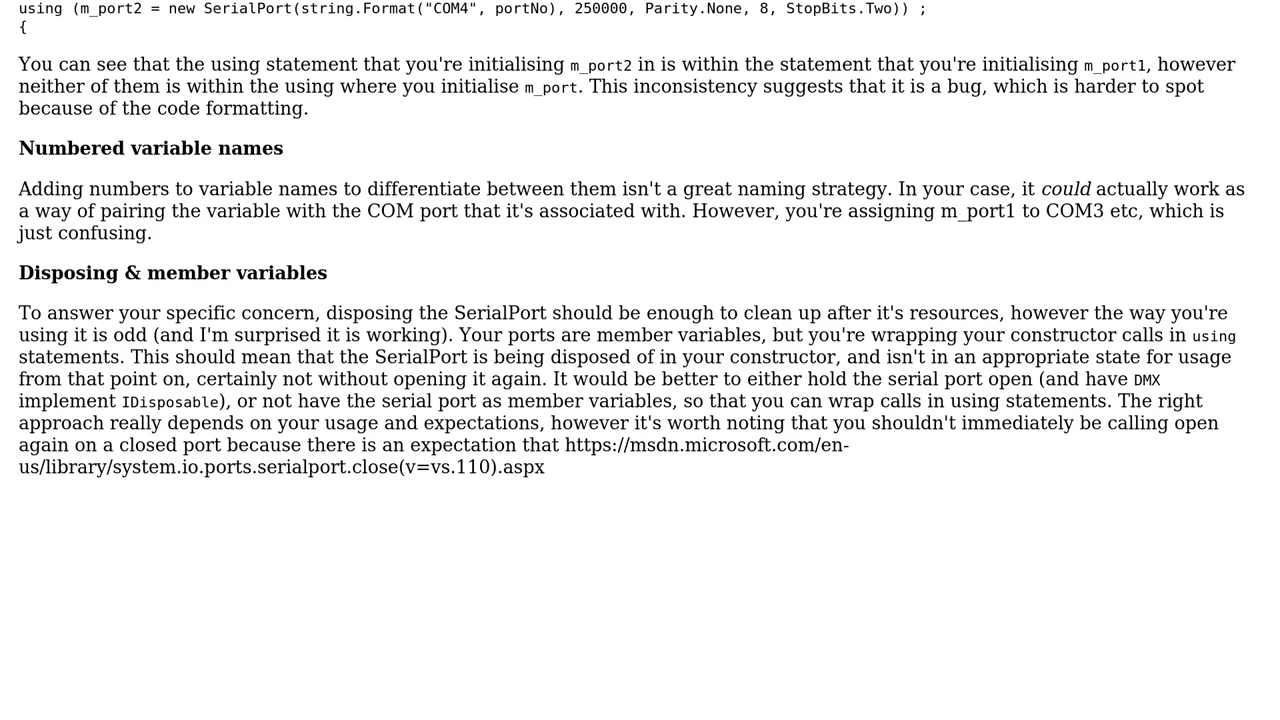 using (m_port2 = new SerialPort(string.Format("COM4", portNo), 250000, Parity.None, 8, StopBits.Two)) ;
{
You can see that the using statement that you're initialising m_port2 in is within the statement that you're initialising m_port1, however
neither of them is within the using where you initialise m_port. This inconsistency suggests that it is a bug, which is harder to spot
because of the code formatting.
Numbered variable names
Adding numbers to variable names to differentiate between them isn't a great naming strategy. In your case, it could actually work as
a way of pairing the variable with the COM port that it's associated with. However, you're assigning m_port1 to COM3 etc, which is
just confusing.
Disposing & member variables
To answer your specific concern, disposing the SerialPort should be enough to clean up after it's resources, however the way you're
using it is odd (and I'm surprised it is working). Your ports are member variables, but you're wrapping your constructor calls in using
statements. This should mean that the SerialPort is being disposed of in your constructor, and isn't in an appropriate state for usage
from that point on, certainly not without opening it again. It would be better to either hold the serial port open (and have DMX
implement IDisposable), or not have the serial port as member variables, so that you can wrap calls in using statements. The right
approach really depends on your usage and expectations, however it's worth noting that you shouldn't immediately be calling open
again on a closed port because there is an expectation that https://msdn.microsoft.com/en-
us/library/system.io.ports.serialport.close(v=vs.110).aspx